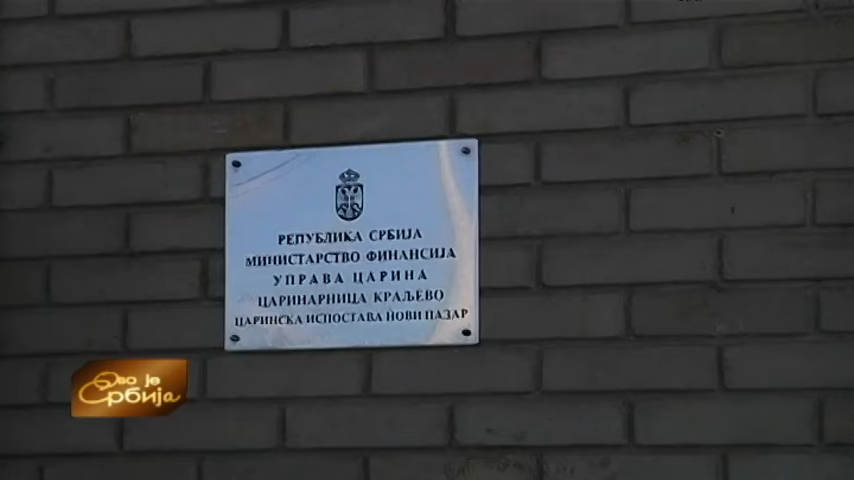 РЕПУБЛИКА СРБИЈА
МИНИСТАРСТВО ФИНАНСИЈА
УПРАВА ЦАРИНА
ЦАРИНАРНИЦА КРАЉЕВО
ЦАРИНСКА ИСПОСТАВА НОВИ ПАЗАР
Ово је
Србија